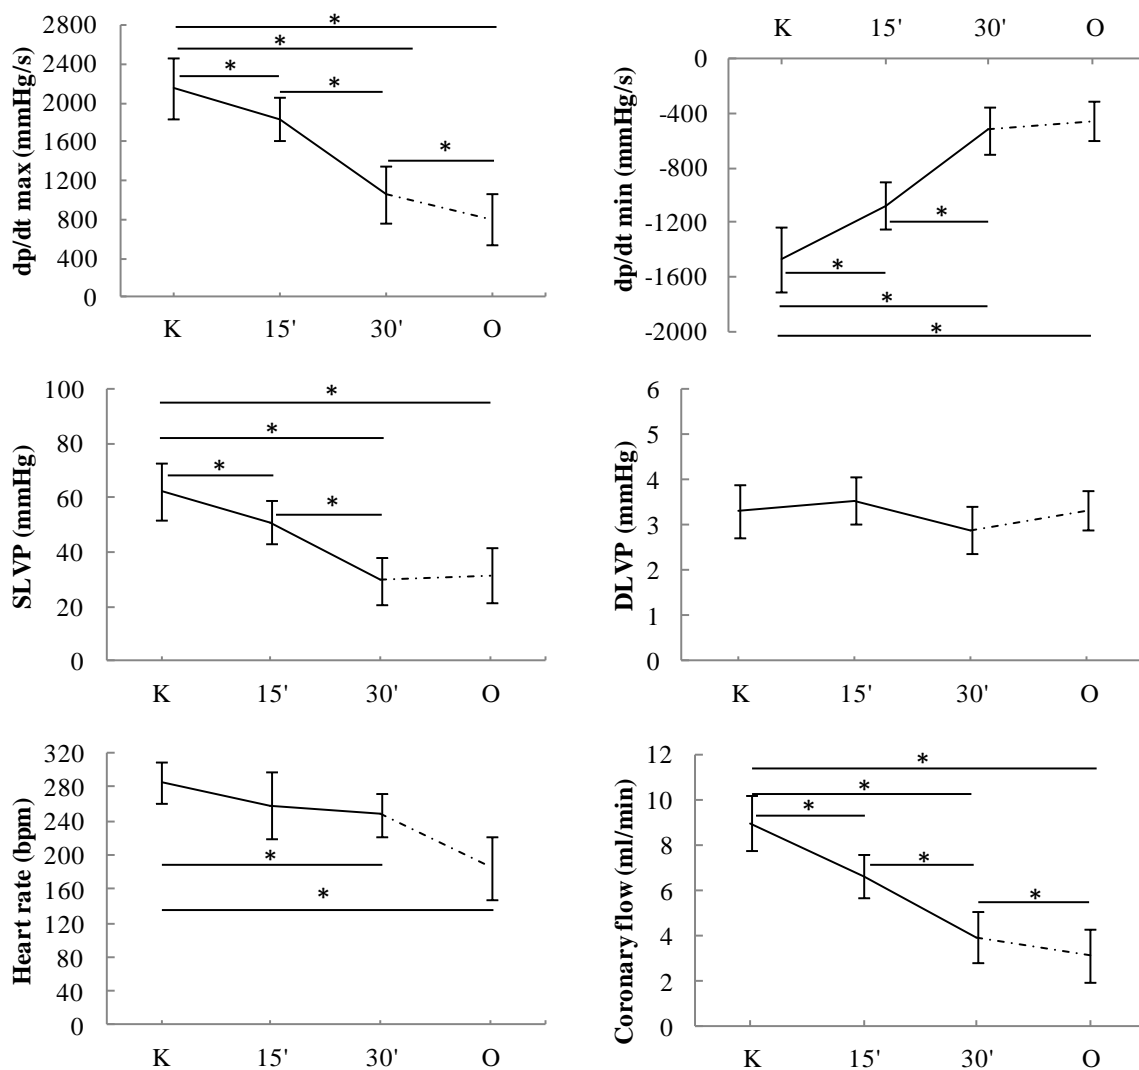 dp/dt max (mmHg/s)
2800
2400
2000
1600
1200
800
400
0
K 15' 30' O
* * * * *
dp/dt min (mmHg/s)
K 15' 30' O
0
-400
-800
-1200
-1600
-2000
* * * *
SLVP (mmHg)
100
80
60
40
20
0
K 15' 30' O
* * * *
DLVP (mmHg)
6
5
4
3
2
1
0
K 15' 30' O
Heart rate (bpm)
320
280
240
200
160
120
80
40
0
K 15' 30' O
* *
Coronary flow (ml/min)
12
10
8
6
4
2
0
K 15' 30' O
* * * * *